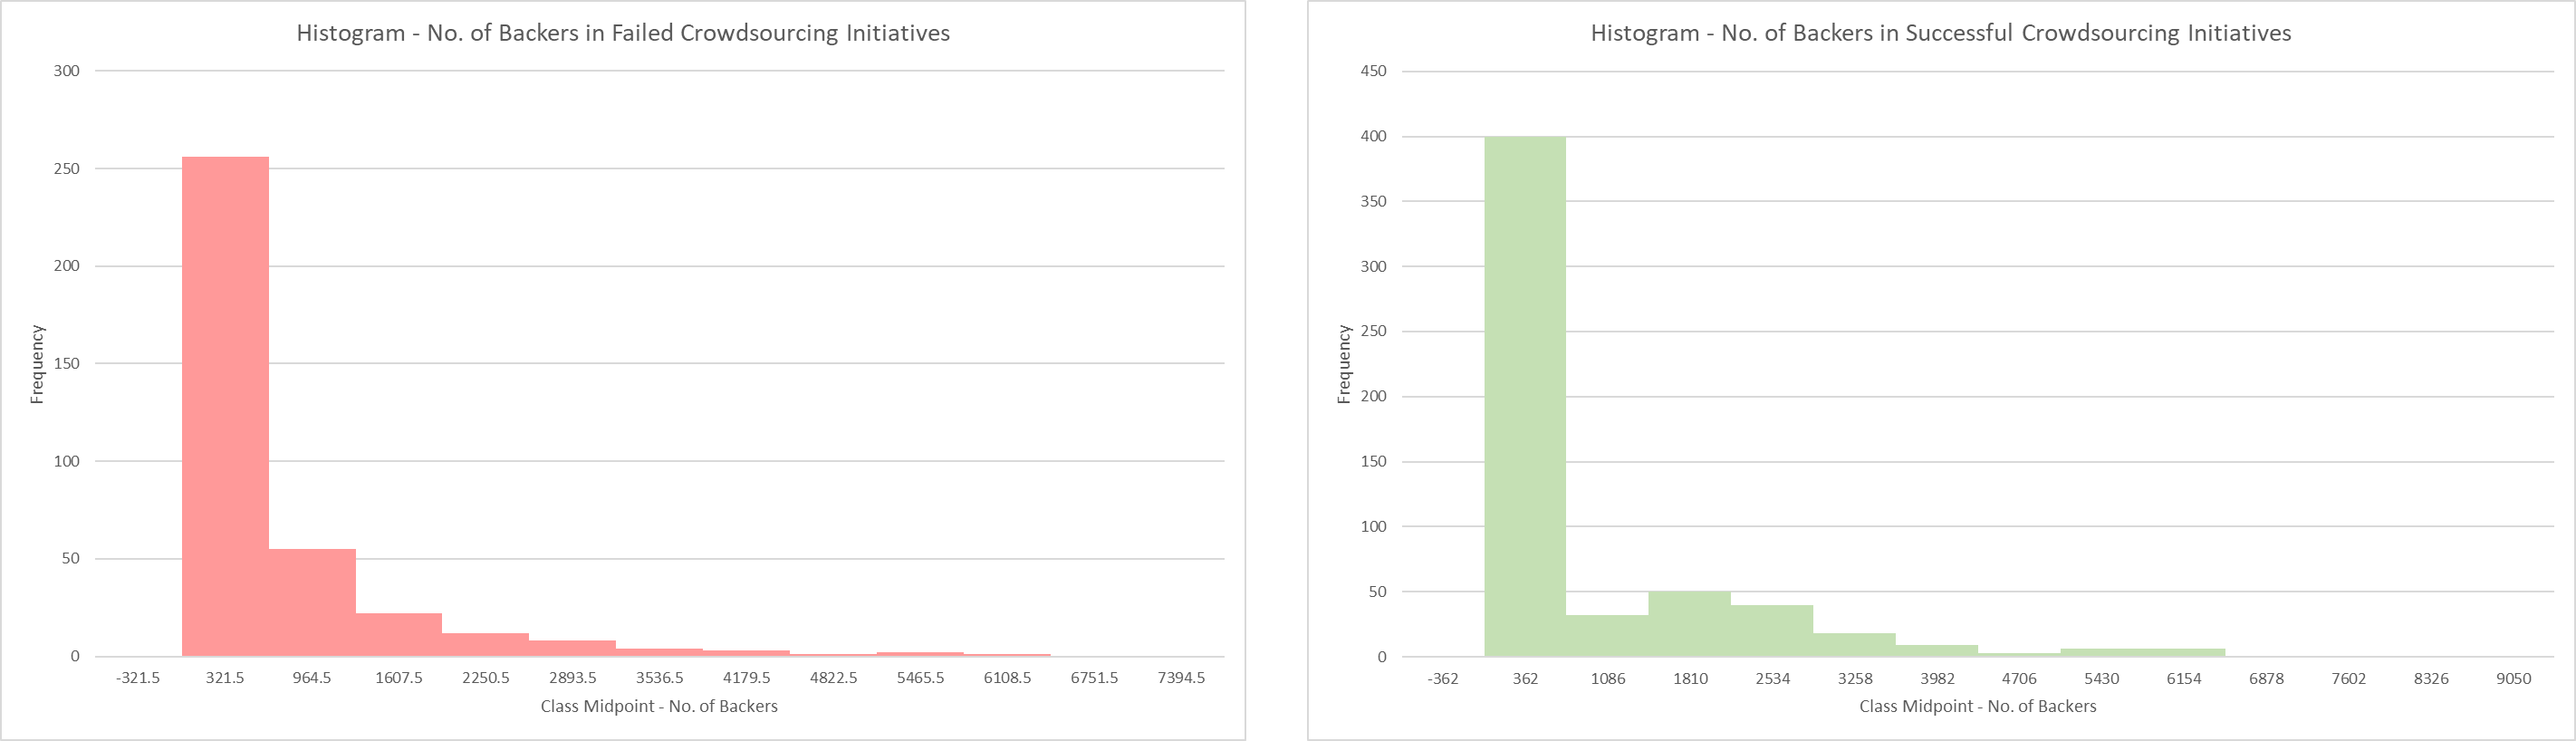 Histogram - No. of Backers in Failed Crowdsourcing Initiatives
300
250
200
150
100
50
0
Frequency
-321.5 321.5 964.5 1607.5 2250.5 2893.5 3536.5 4179.5 4822.5 5465.5 6108.5 6751.5 7394.5
Class Midpoint - No. of Backers
Histogram - No. of Backers in Successful Crowdsourcing Initiatives
450
400
350
300
250
200
150
100
50
0
Frequency
-362 362 1086 1810 2534 3258 3982 4706 5430 6154 6878 7602 8326 9050
Class Midpoint - No. of Backers